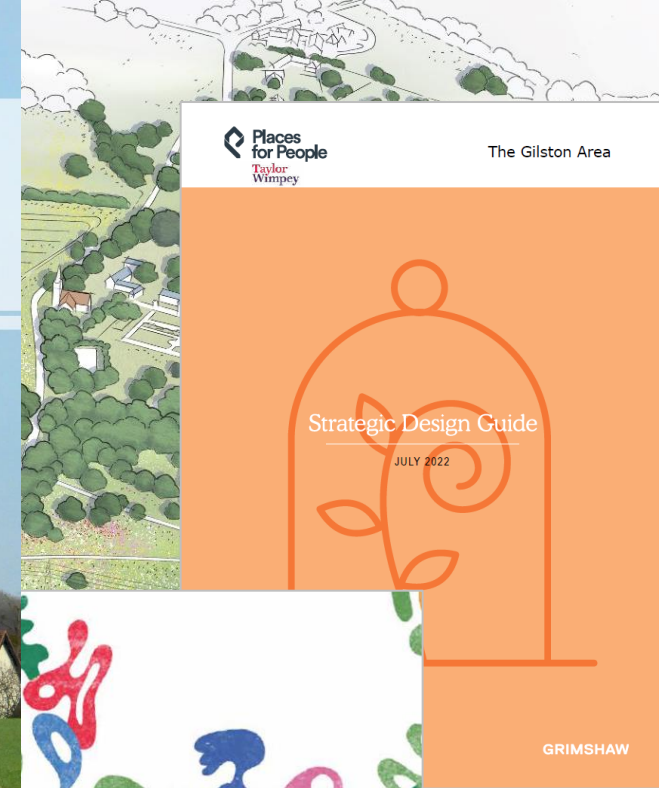 Places
for People
Taylor
Wimpey
The Gilston Area
Strategic Design Guide
JULY 2022
GRIMSHAW